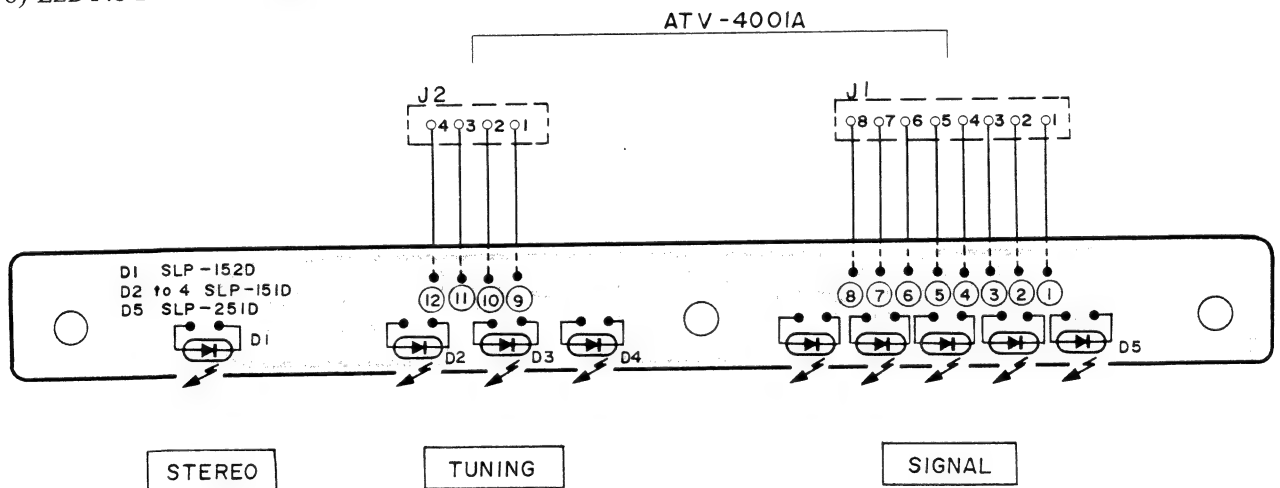 ATV-4001A
J2
J1
4 3 2 1
8 7 6 5 4 3 2 1
D1 SLP-152D
D2 to 4 SLP-151D
D5 SLP-251D
12 11 10 9
8 7 6 5 4 3 2 1
D1
D2
D3
D4
D5
STEREO
TUNING
SIGNAL